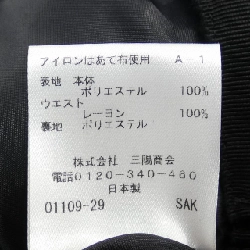 アイロンはあて布使用 A 1
表地 本体
ポリエステル 100%
ウエスト
レーヨン 100%
裏地 ポリエステル
株式会社 三陽商会
電話0120-340-460
日本製
01109-29 SAK